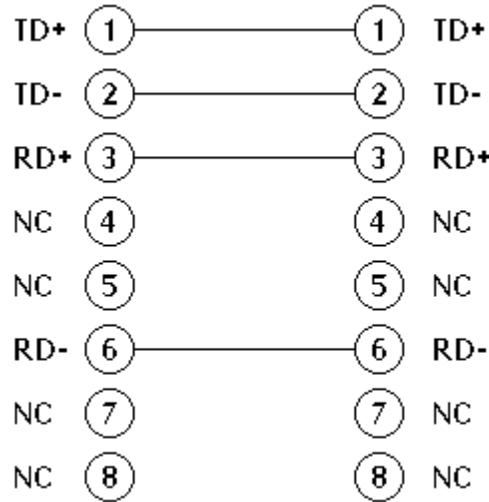 TD+ 1 1 TD+
TD- 2 2 TD-
RD+ 3 3 RD+
NC 4 4 NC
NC 5 5 NC
RD- 6 6 RD-
NC 7 7 NC
NC 8 8 NC